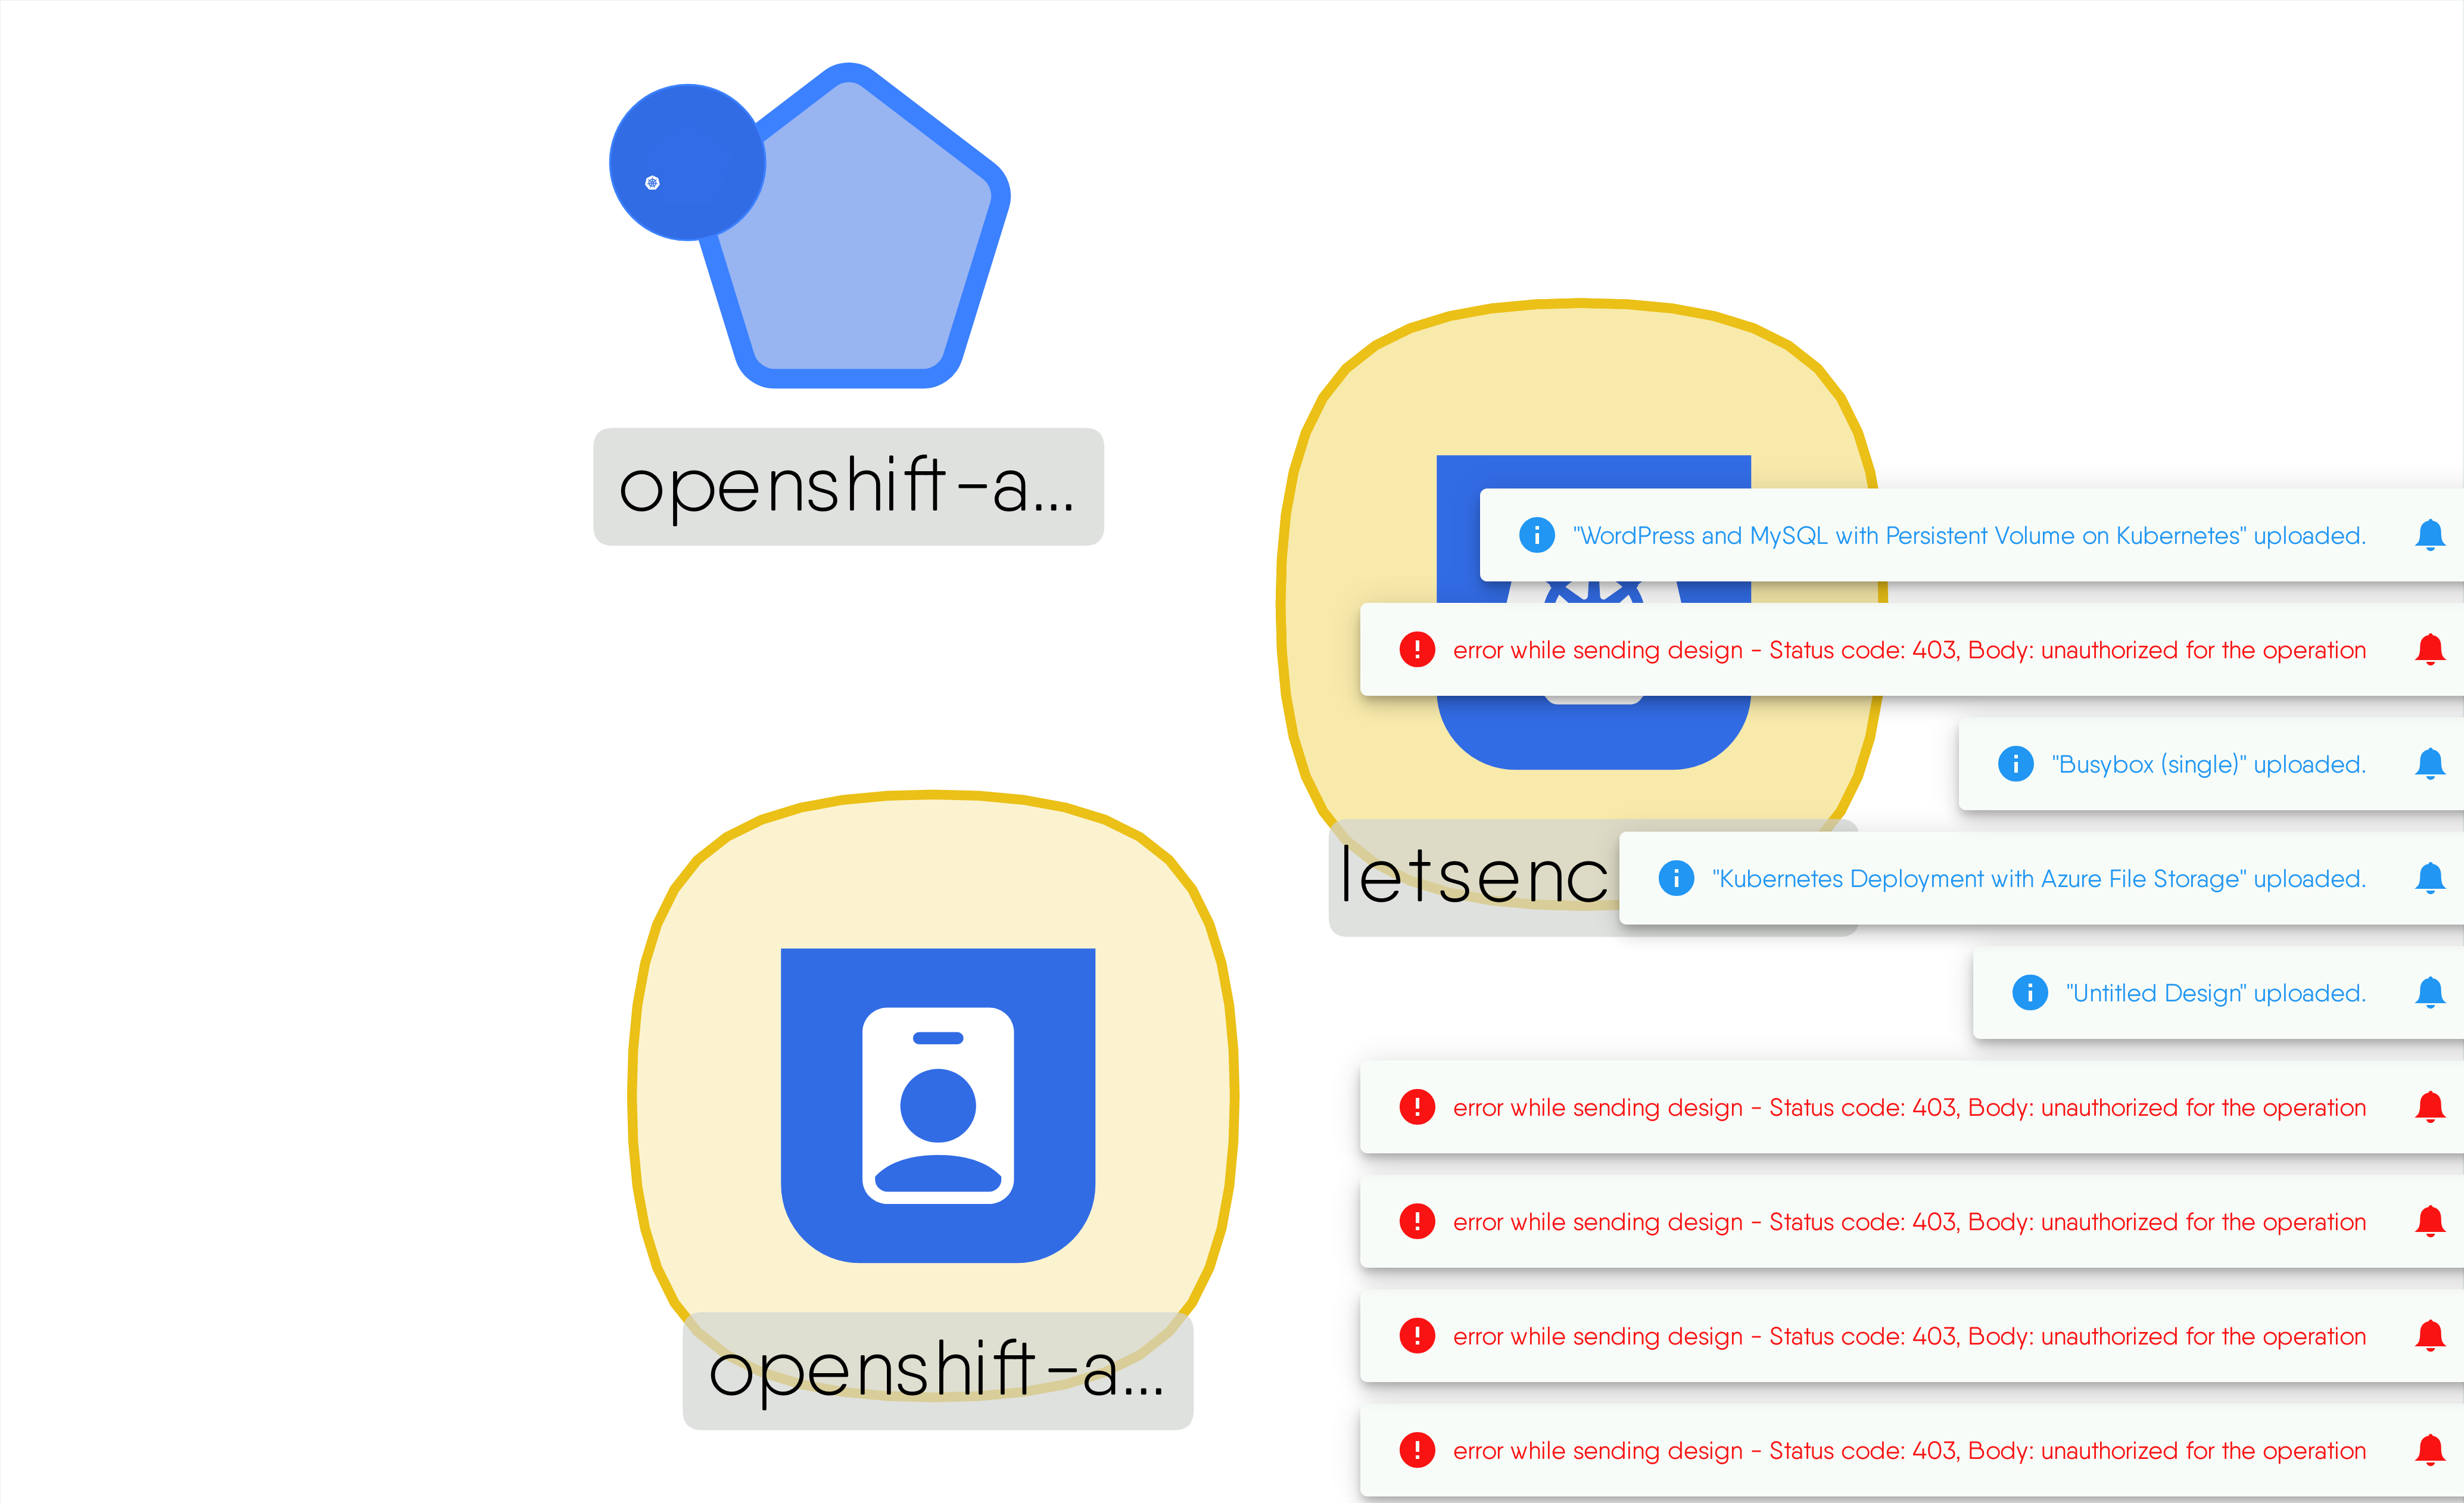 openshift-a...
"WordPress and MySQL with Persistent Volume on Kubernetes" uploaded.
error while sending design - Status code: 403, Body: unauthorized for the operation
"Busybox (single)" uploaded.
letsenc
"Kubernetes Deployment with Azure File Storage" uploaded.
"Untitled Design" uploaded.
error while sending design - Status code: 403, Body: unauthorized for the operation
error while sending design - Status code: 403, Body: unauthorized for the operation
error while sending design - Status code: 403, Body: unauthorized for the operation
openshift-a...
error while sending design - Status code: 403, Body: unauthorized for the operation